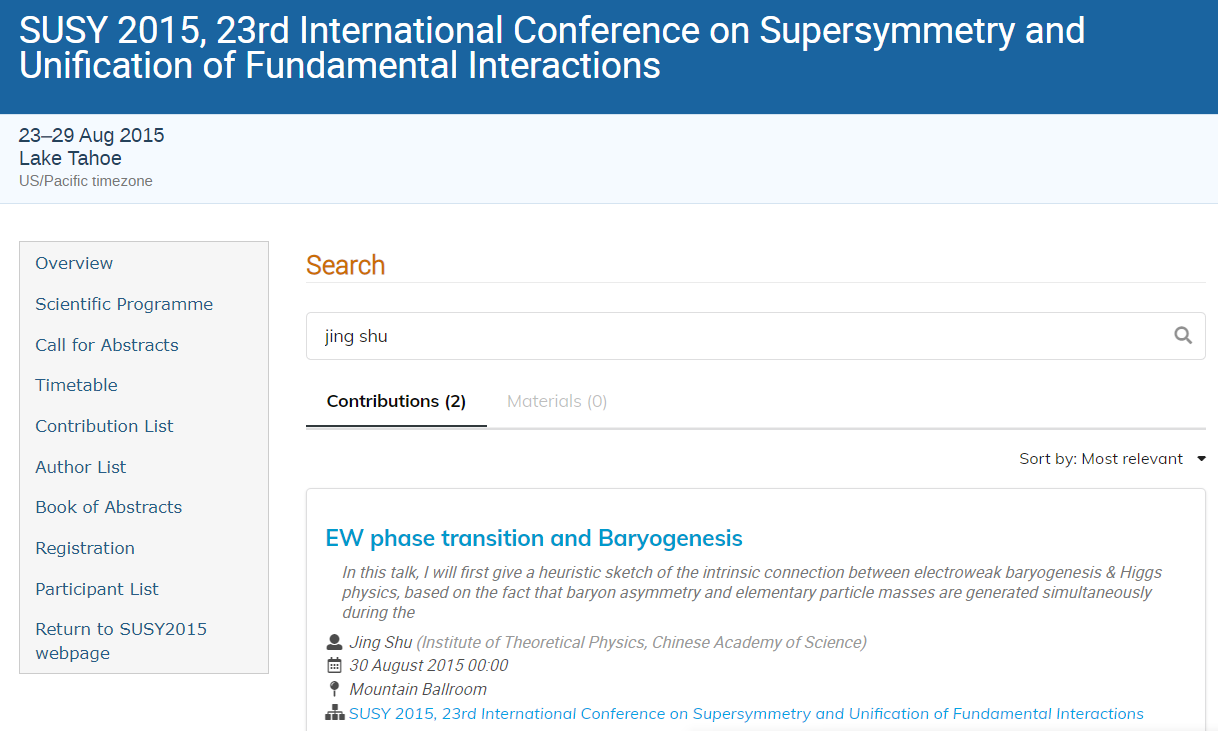 SUSY 2015, 23rd International Conference on Supersymmetry and
Unification of Fundamental Interactions
23–29 Aug 2015
Lake Tahoe
US/Pacific timezone
Overview
Scientific Programme
Call for Abstracts
Timetable
Contribution List
Author List
Book of Abstracts
Registration
Participant List
Return to SUSY2015
webpage
Search
jing shu
Contributions (2) Materials (0)
Sort by: Most relevant
EW phase transition and Baryogenesis
In this talk, I will first give a heuristic sketch of the intrinsic connection between electroweak baryogenesis & Higgs
physics, based on the fact that baryon asymmetry and elementary particle masses are generated simultaneously
during the
Jing Shu (Institute of Theoretical Physics, Chinese Academy of Science)
30 August 2015 00:00
Mountain Ballroom
SUSY 2015, 23rd International Conference on Supersymmetry and Unification of Fundamental Interactions